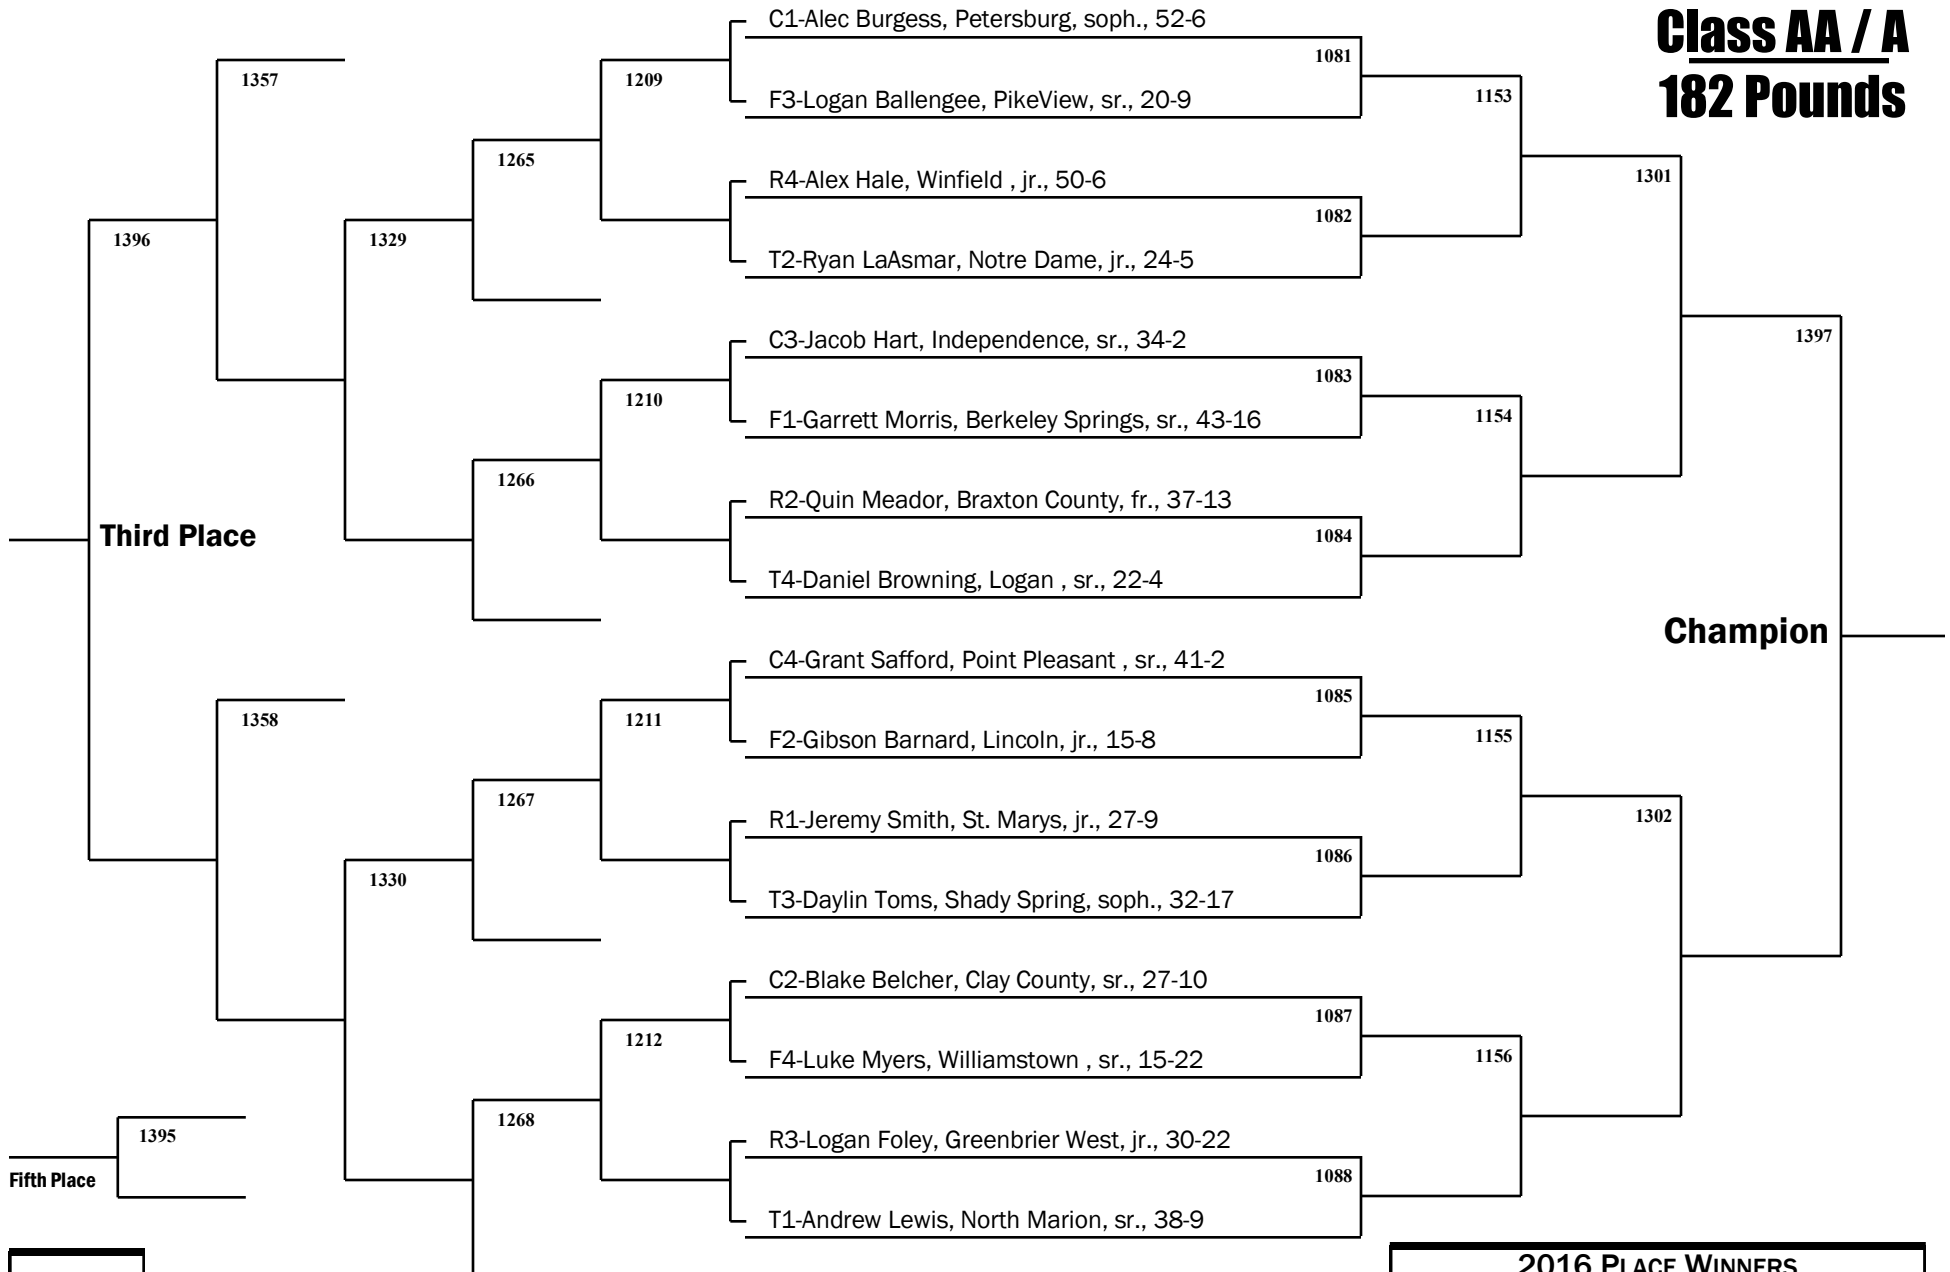 Class AA / A
182 Pounds
C1-Alec Burgess, Petersburg, soph., 52-6
1081
1357
1209
F3-Logan Ballengee, PikeView, sr., 20-9
1153
1265
R4-Alex Hale, Winfield , jr., 50-6
1301
1082
1396
1329
T2-Ryan LaAsmar, Notre Dame, jr., 24-5
C3-Jacob Hart, Independence, sr., 34-2
1397
1083
1210
F1-Garrett Morris, Berkeley Springs, sr., 43-16
1154
1266
R2-Quin Meador, Braxton County, fr., 37-13
Third Place
1084
T4-Daniel Browning, Logan , sr., 22-4
Champion
C4-Grant Safford, Point Pleasant , sr., 41-2
1085
1358
1211
F2-Gibson Barnard, Lincoln, jr., 15-8
1155
1267
R1-Jeremy Smith, St. Marys, jr., 27-9
1302
1086
1330
T3-Daylin Toms, Shady Spring, soph., 32-17
C2-Blake Belcher, Clay County, sr., 27-10
1087
1212
F4-Luke Myers, Williamstown , sr., 15-22
1156
1268
1395
R3-Logan Foley, Greenbrier West, jr., 30-22
Fifth Place
1088
T1-Andrew Lewis, North Marion, sr., 38-9
2016 PLACE WINNERS